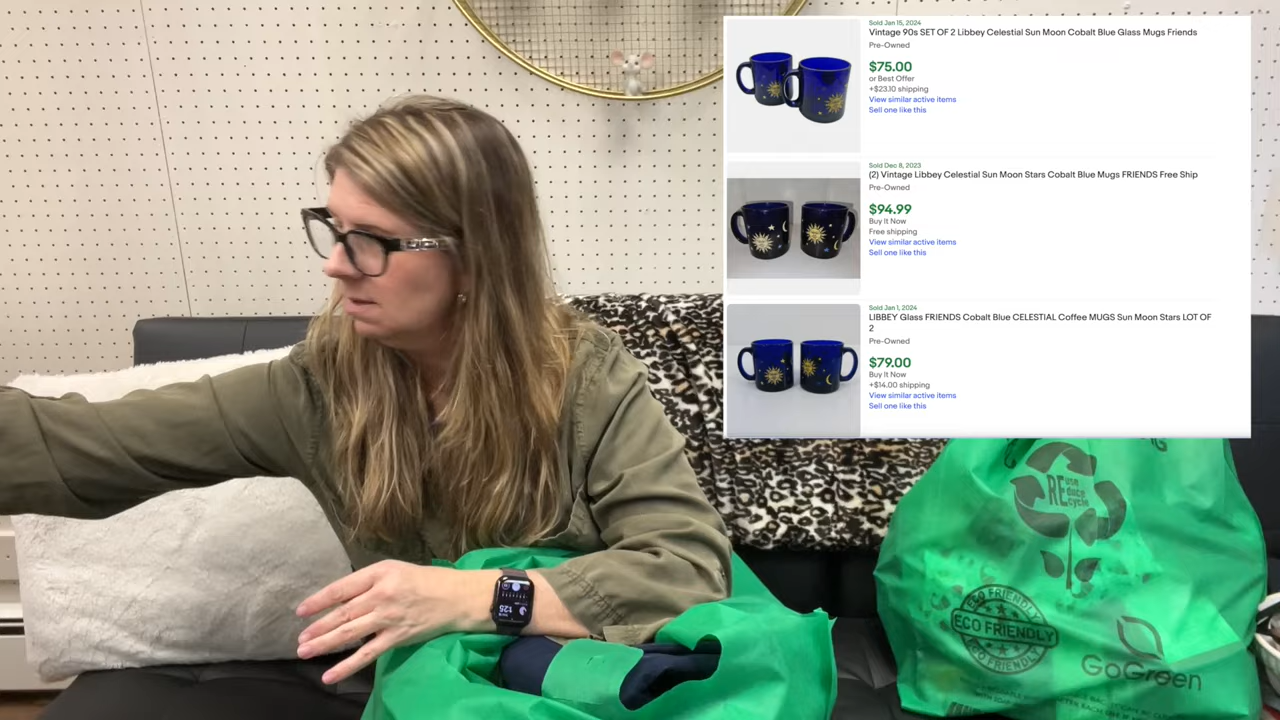 Sold Jan 15, 2024
Vintage 90s SET OF 2 Libbey Celestial Sun Moon Cobalt Blue Glass Mugs Friends
Pre-Owned
$75.00
or Best Offer
+$23.10 shipping
View similar active items
Sell one like this
Sold Dec 8, 2023
(2) Vintage Libbey Celestial Sun Moon Stars Cobalt Blue Mugs FRIENDS Free Ship
Pre-Owned
$94.99
Buy It Now
Free shipping
View similar active items
Sell one like this
Sold Jan 1, 2024
LIBBEY Glass FRIENDS Cobalt Blue CELESTIAL Coffee MUGS Sun Moon Stars LOT OF
2
Pre-Owned
$79.00
Buy It Now
+$14.00 shipping
View similar active items
Sell one like this
REuse
duce
cycle
ECO FRIENDLY
ECO FRIENDLY
ECO FRIENDLY
GoGreen